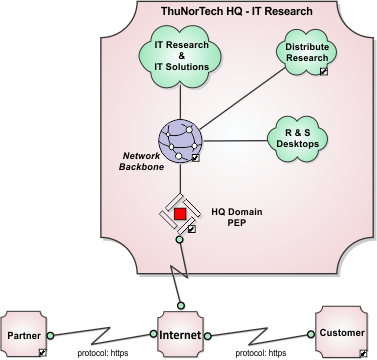 ThuNorTech HQ - IT Research
IT Research
&
IT Solutions
Distribute
Research
R & S
Desktops
Network
Backbone
HQ Domain
PEP
Partner
protocol: https
Internet
protocol: https
Customer